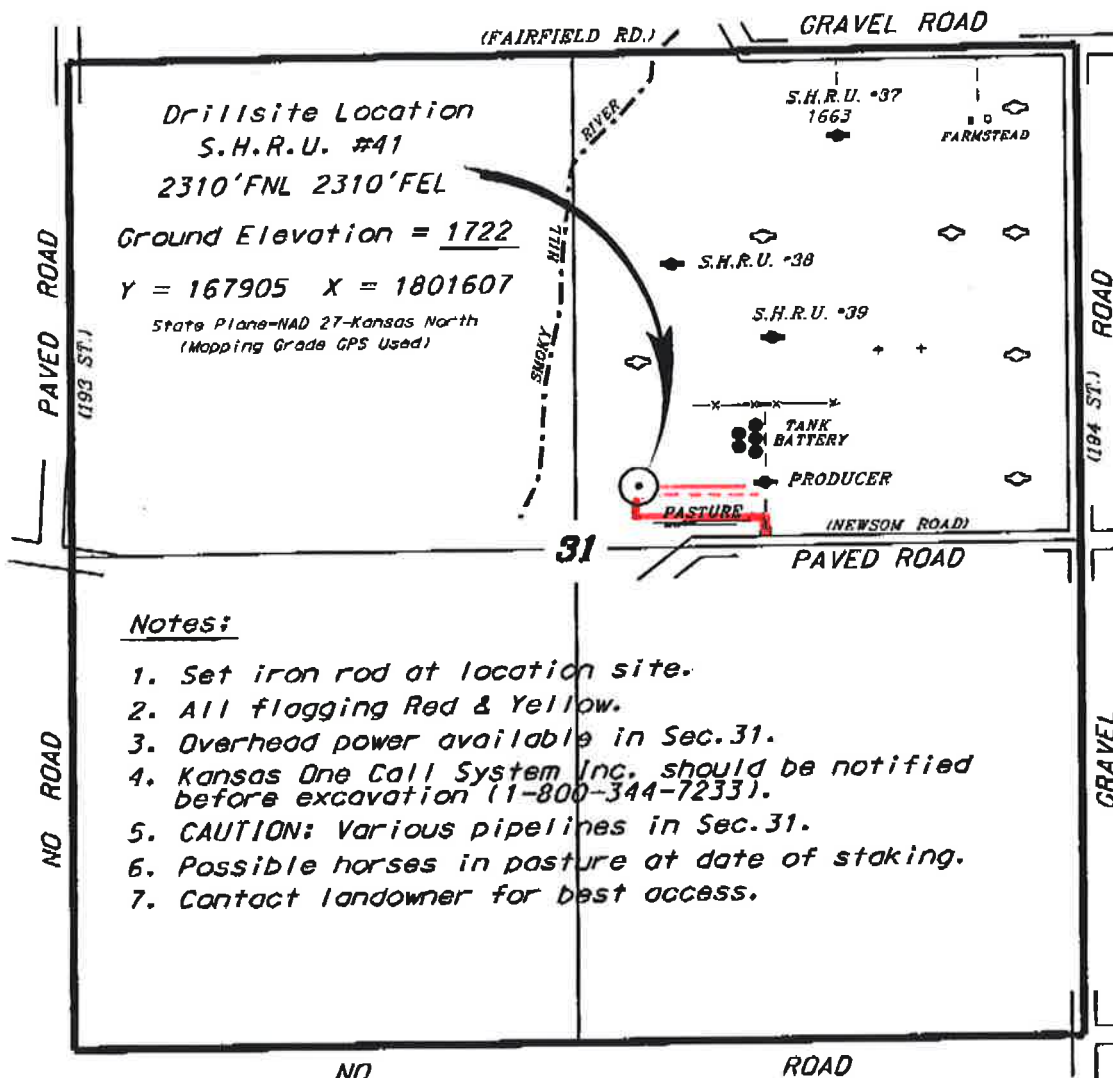 (FAIRFIELD RD.)
GRAVEL ROAD
Drillsite Location
S.H.R.U. #41
2310'FNL 2310'FEL
Ground Elevation = 1722
Y = 167905 X = 1801607
State Plane-NAD 27-Kansas North
(Mapping Grade GPS Used)
PAVED ROAD
(193 ST.)
SMOKY
HILL
RIVER
S.H.R.U. #37
1663
FARMSTEAD
S.H.R.U. #38
S.H.R.U. #39
TANK
BATTERY
PRODUCER
PASTURE
(NEWSOM ROAD)
PAVED ROAD
31
ROAD
(194 ST.)
GRAVEL
Notes:
1. Set iron rod at location site.
2. All flagging Red & Yellow.
3. Overhead power available in Sec.31.
4. Kansas One Call System Inc. should be notified
before excavation (1-800-344-7233).
5. CAUTION: Various pipelines in Sec.31.
6. Possible horses in pasture at date of staking.
7. Contact landowner for best access.
NO ROAD
NO ROAD